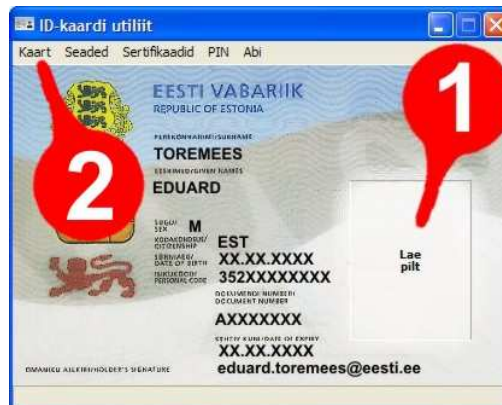 ID-kaardi utiliit
Kaart Seaded Sertifikaadid PIN Abi
1
2
EESTI VABARIIK
REPUBLIC OF ESTONIA
PEREKONNANIMI/SURNAME
TOREMEES
EESNIMED/GIVEN NAMES
EDUARD
SUGU/
SEX
M
KODAKONDSUS/
CITIZENSHIP
EST
SÜNNIAEG/
DATE OF BIRTH
XX.XX.XXXX
ISIKUKOOD/
PERSONAL CODE
352XXXXXXXX
DOKUMENDI NUMBER/
DOCUMENT NUMBER
AXXXXXXX
KEHTIV KUNI/DATE OF EXPIRY
XX.XX.XXXX
OMANIKU ALLKIRI/HOLDER'S SIGNATURE
eduard.toremees@eesti.ee
Lae
pilt